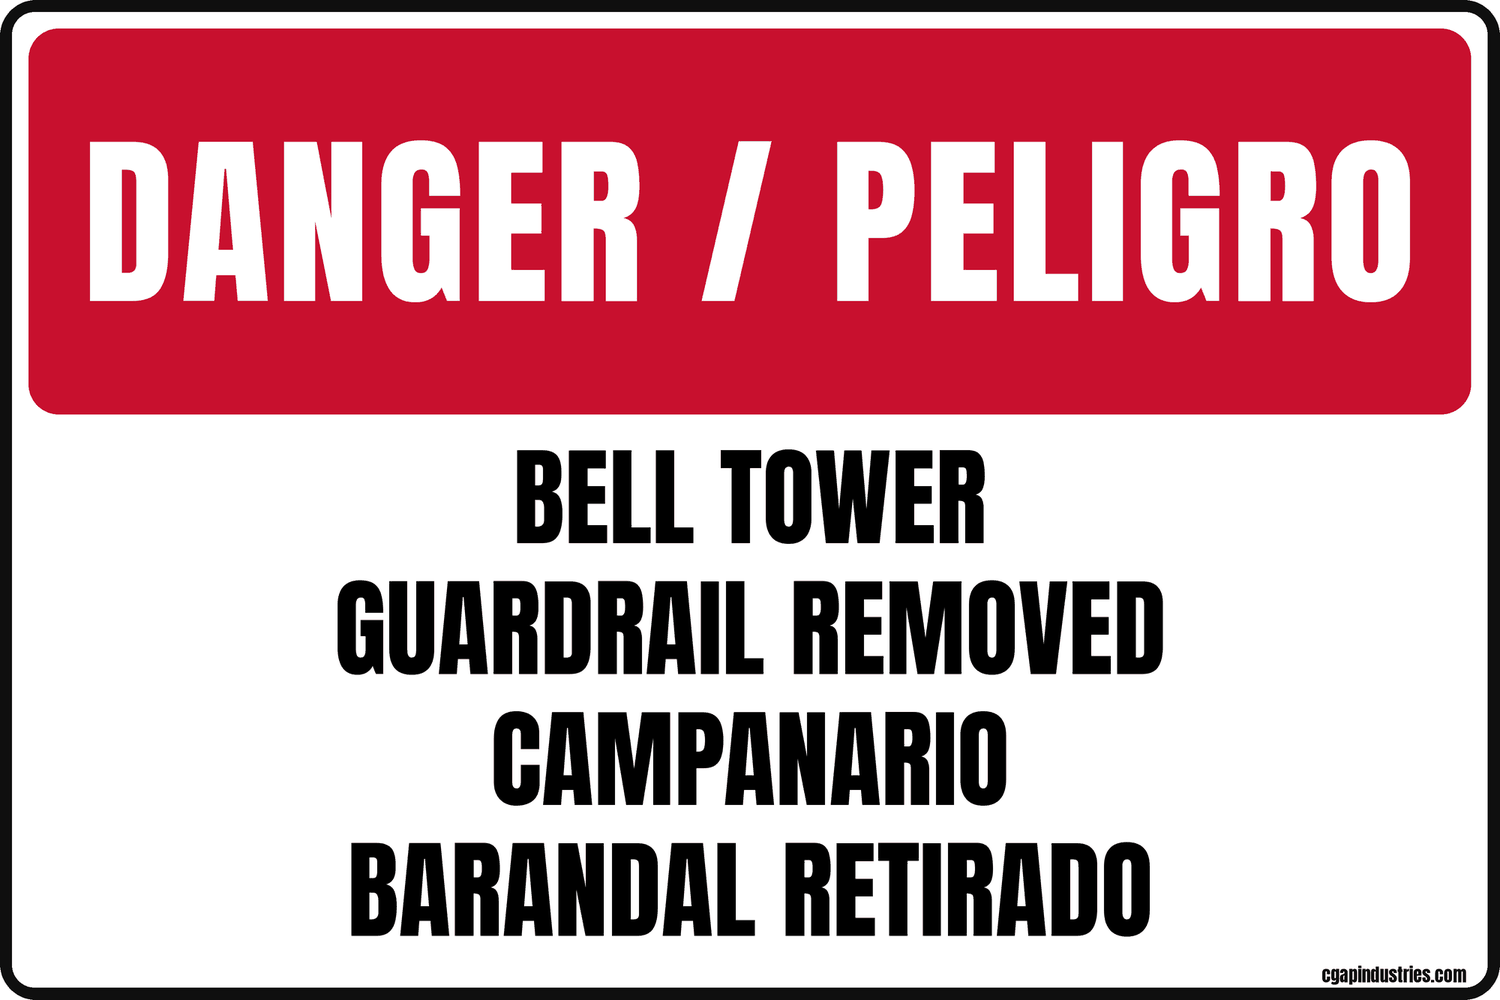 DANGER / PELIGRO
BELL TOWER
GUARDRAIL REMOVED
CAMPANARIO
BARANDAL RETIRADO
cgapindustries.com